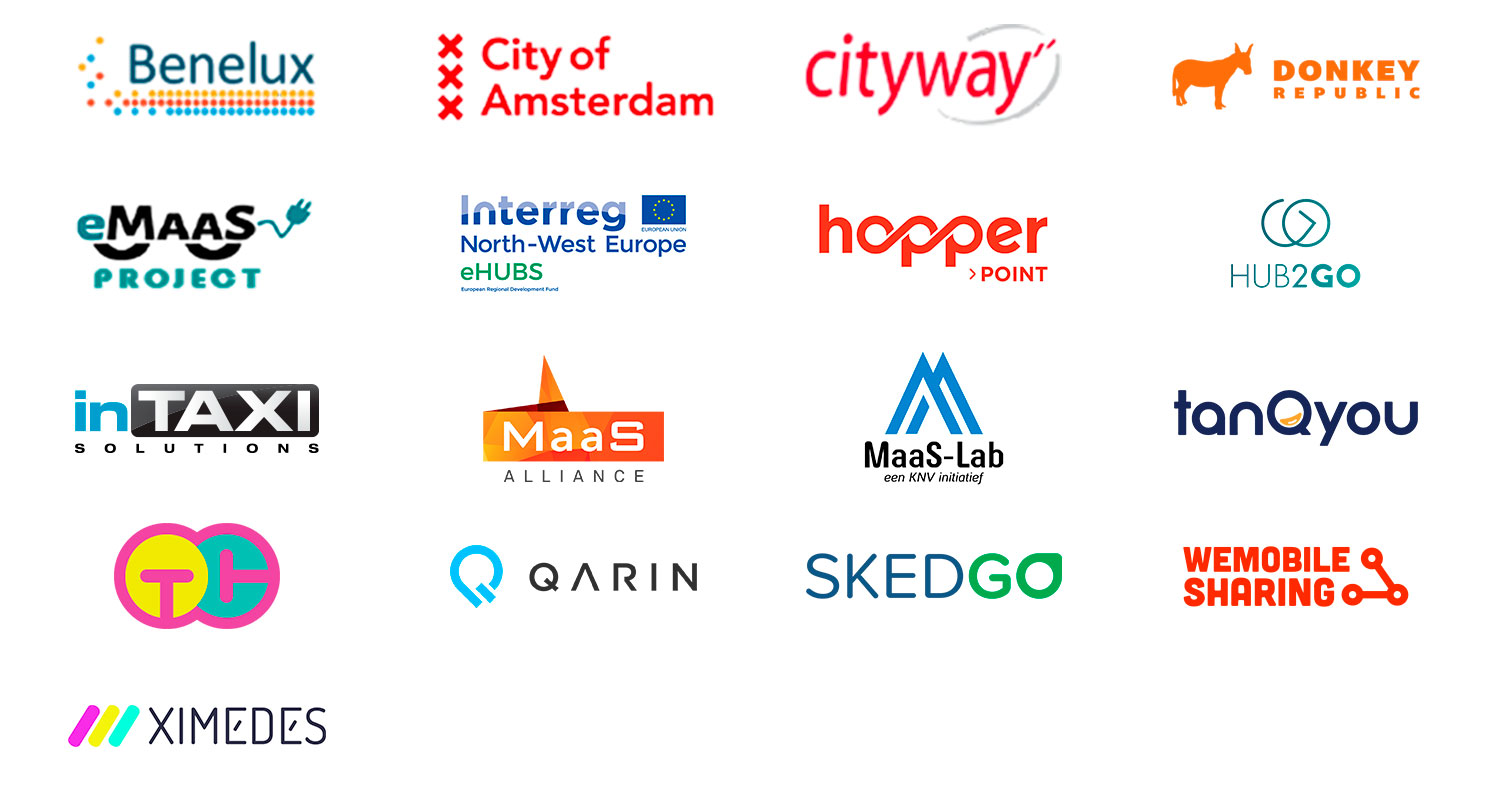 Benelux
City of
Amsterdam
cityway
DONKEY
REPUBLIC
eMAAS
PROJECT
Interreg
EUROPEAN UNION
North-West Europe
eHUBS
European Regional Development Fund
hopper
>POINT
HUB2GO
inTAXI
SOLUTIONS
MaaS
ALLIANCE
MaaS-Lab
een KNV initiatief
tanQyou
TC
QARIN
SKEDGO
WEMOBILE
SHARING
XIMEDES